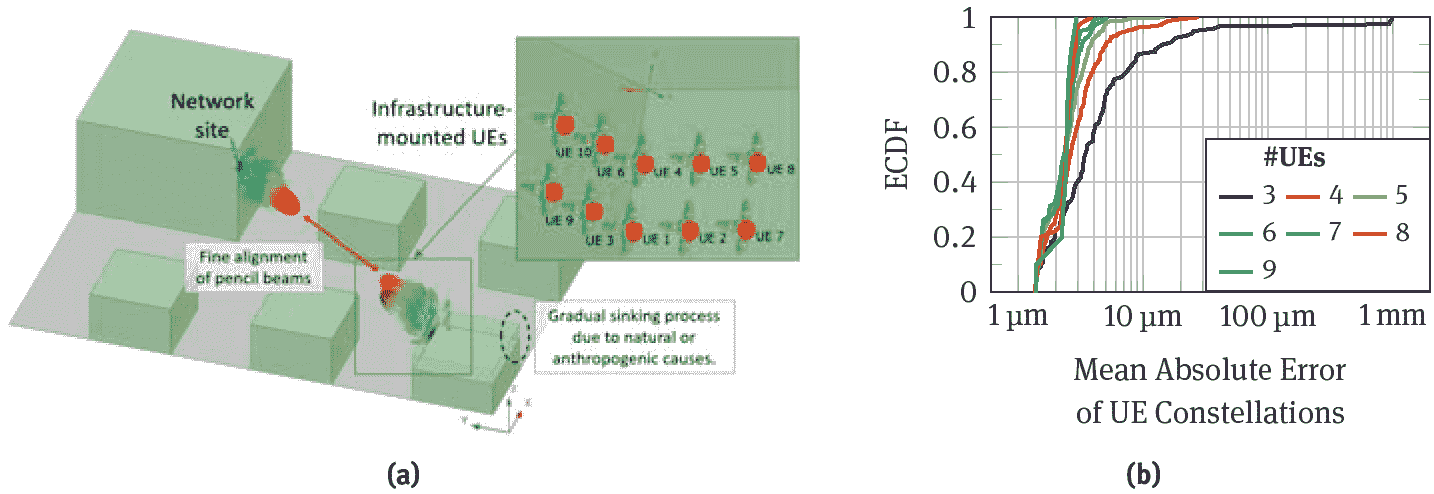 Network
site
Infrastructure-
mounted UEs
UE 10
UE 6
UE 4
UE 5
UE 8
UE 9
UE 3
UE 1
UE 2
UE 7
Fine alignment
of pencil beams
Gradual sinking process
due to natural or
anthropogenic causes.
(a)
ECDF
1
0.8
0.6
0.4
0.2
0
#UEs
3 4 5
6 7 8
9
1 µm 10 µm 100 µm 1 mm
Mean Absolute Error
of UE Constellations
(b)